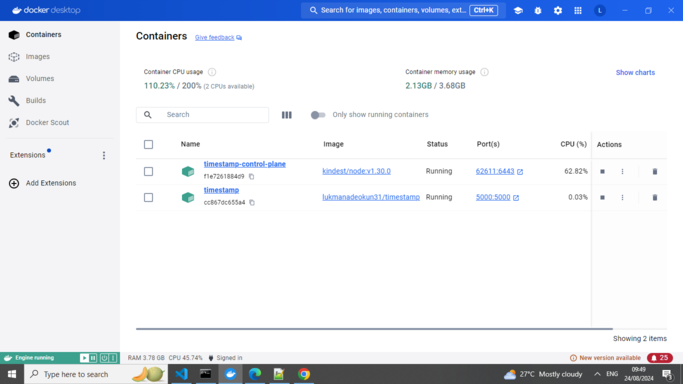 docker desktop
Search for images, containers, volumes, ext... Ctrl+K
L
Containers
Images
Volumes
Builds
Docker Scout
Extensions
Add Extensions
Containers
Give feedback
Container CPU usage
110.23% / 200% (2 CPUs available)
Container memory usage
2.13GB / 3.68GB
Show charts
Search
Only show running containers
Name Image Status Port(s) CPU (%) Actions
timestamp-control-plane
f1e7261884d9
kindest/node:v1.30.0 Running 62611:6443 62.82%
timestamp
cc867dc655a4
lukmanadeokun31/timestamp Running 5000:5000 0.03%
Showing 2 items
Engine running
RAM 3.78 GB CPU 45.74% Signed in
New version available 25
Type here to search
27°C Mostly cloudy
ENG
09:49
24/08/2024
3